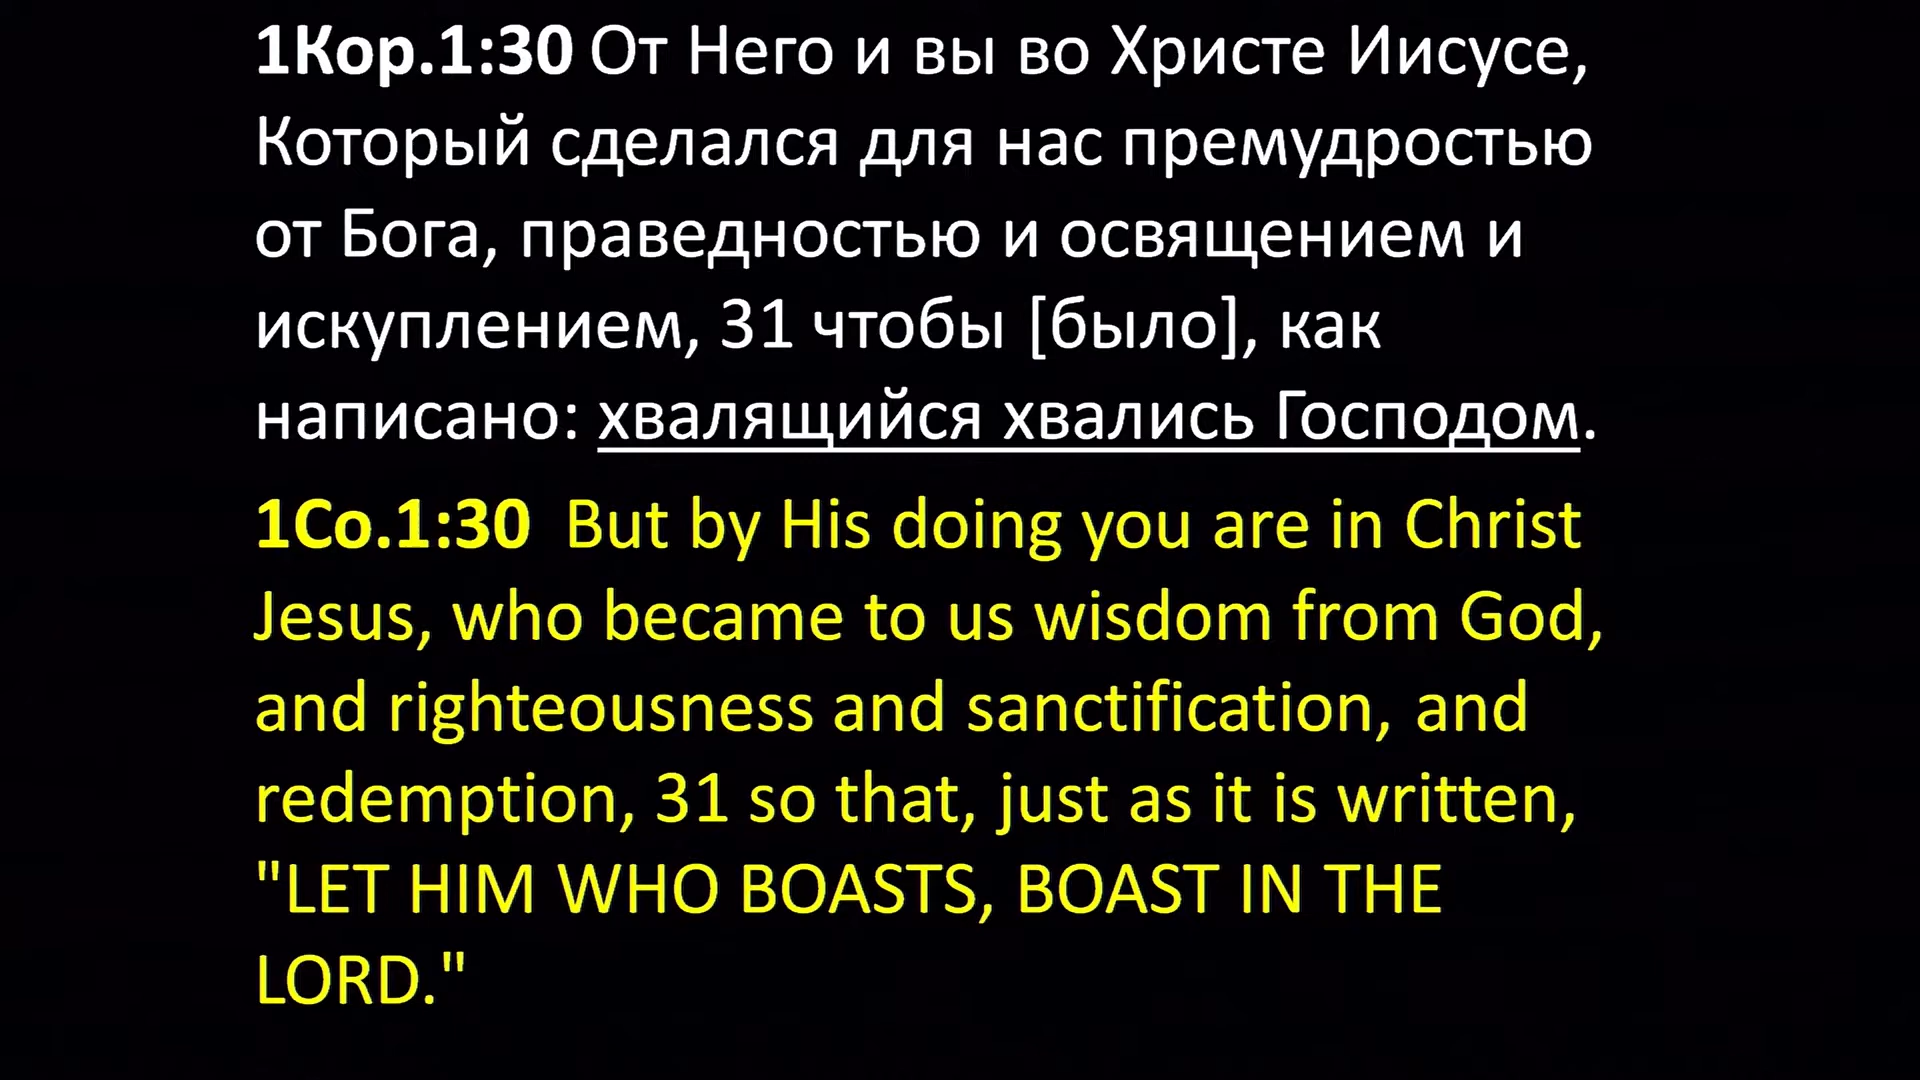 1Кор.1:30 От Него и вы во Христе Иисусе,
Который сделался для нас премудростью
от Бога, праведностью и освящением и
искуплением, 31 чтобы [было], как
написано: хвалящийся хвались Господом.
1Co.1:30  But by His doing you are in Christ
Jesus, who became to us wisdom from God,
and righteousness and sanctification, and
redemption, 31 so that, just as it is written,
"LET HIM WHO BOASTS, BOAST IN THE
LORD."